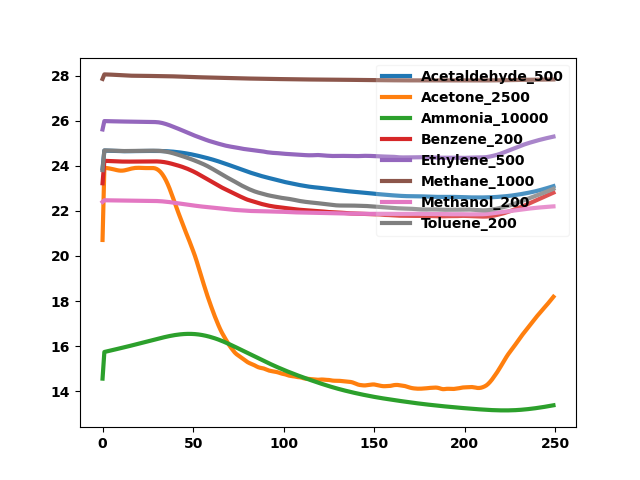 28
26
24
22
20
18
16
14
0 50 100 150 200 250
Acetaldehyde_500
Acetone_2500
Ammonia_10000
Benzene_200
Ethylene_500
Methane_1000
Methanol_200
Toluene_200